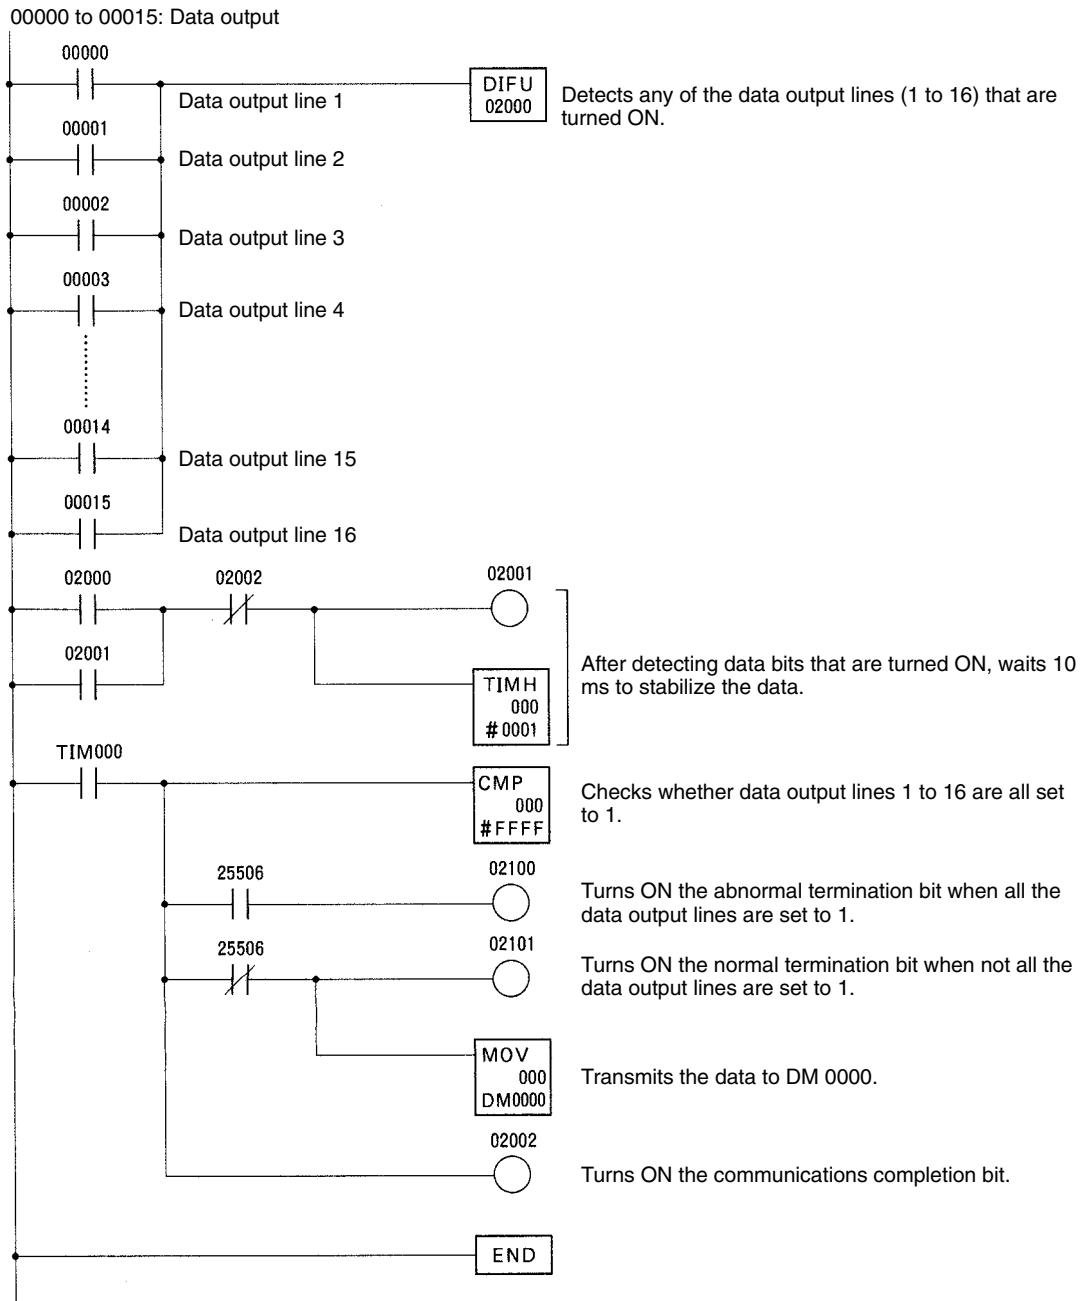 00000 to 00015: Data output
00000
DIFU
02000
Data output line 1
Detects any of the data output lines (1 to 16) that are
turned ON.
00001
Data output line 2
00002
Data output line 3
00003
Data output line 4
00014
Data output line 15
00015
Data output line 16
02000
02002
02001
02001
TIMH
000
#0001
After detecting data bits that are turned ON, waits 10
ms to stabilize the data.
TIM000
CMP
000
#FFFF
Checks whether data output lines 1 to 16 are all set
to 1.
25506
02100
Turns ON the abnormal termination bit when all the
data output lines are set to 1.
25506
02101
Turns ON the normal termination bit when not all the
data output lines are set to 1.
MOV
000
DM0000
Transmits the data to DM 0000.
02002
Turns ON the communications completion bit.
END